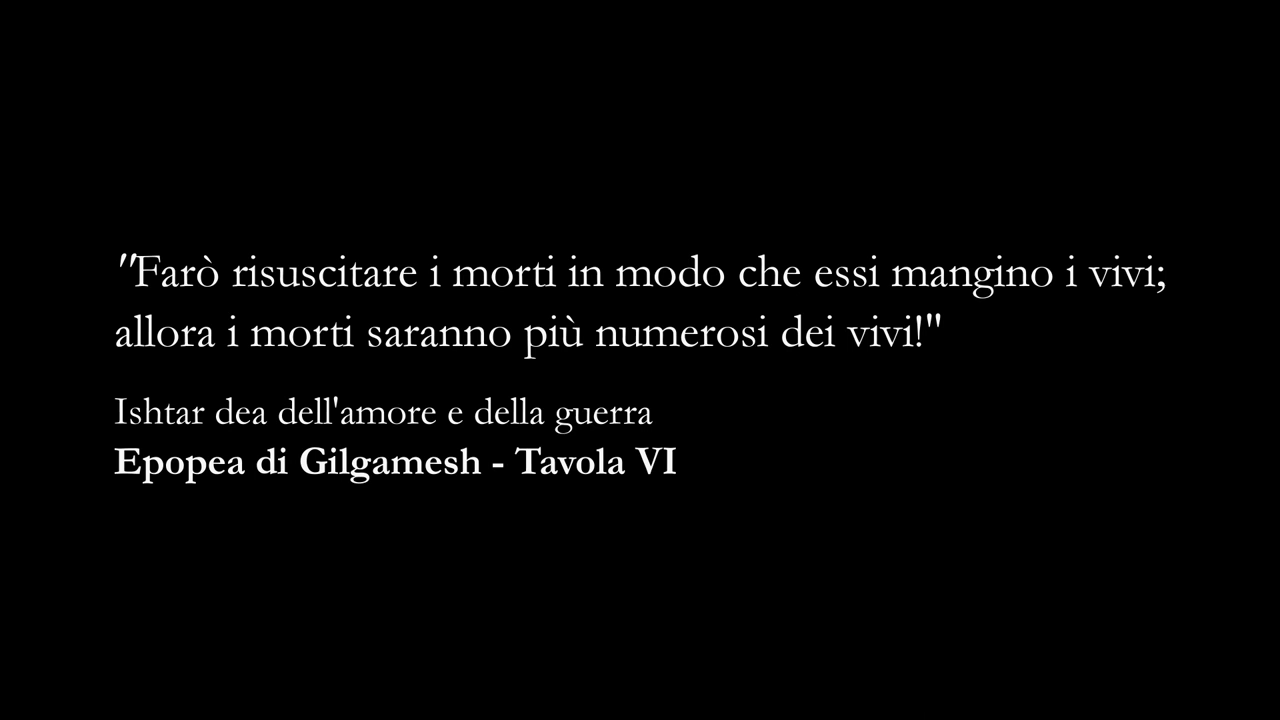 "Farò risuscitare i morti in modo che essi mangino i vivi;
allora i morti saranno più numerosi dei vivi!"
Ishtar dea dell'amore e della guerra
Epopea di Gilgamesh - Tavola VI